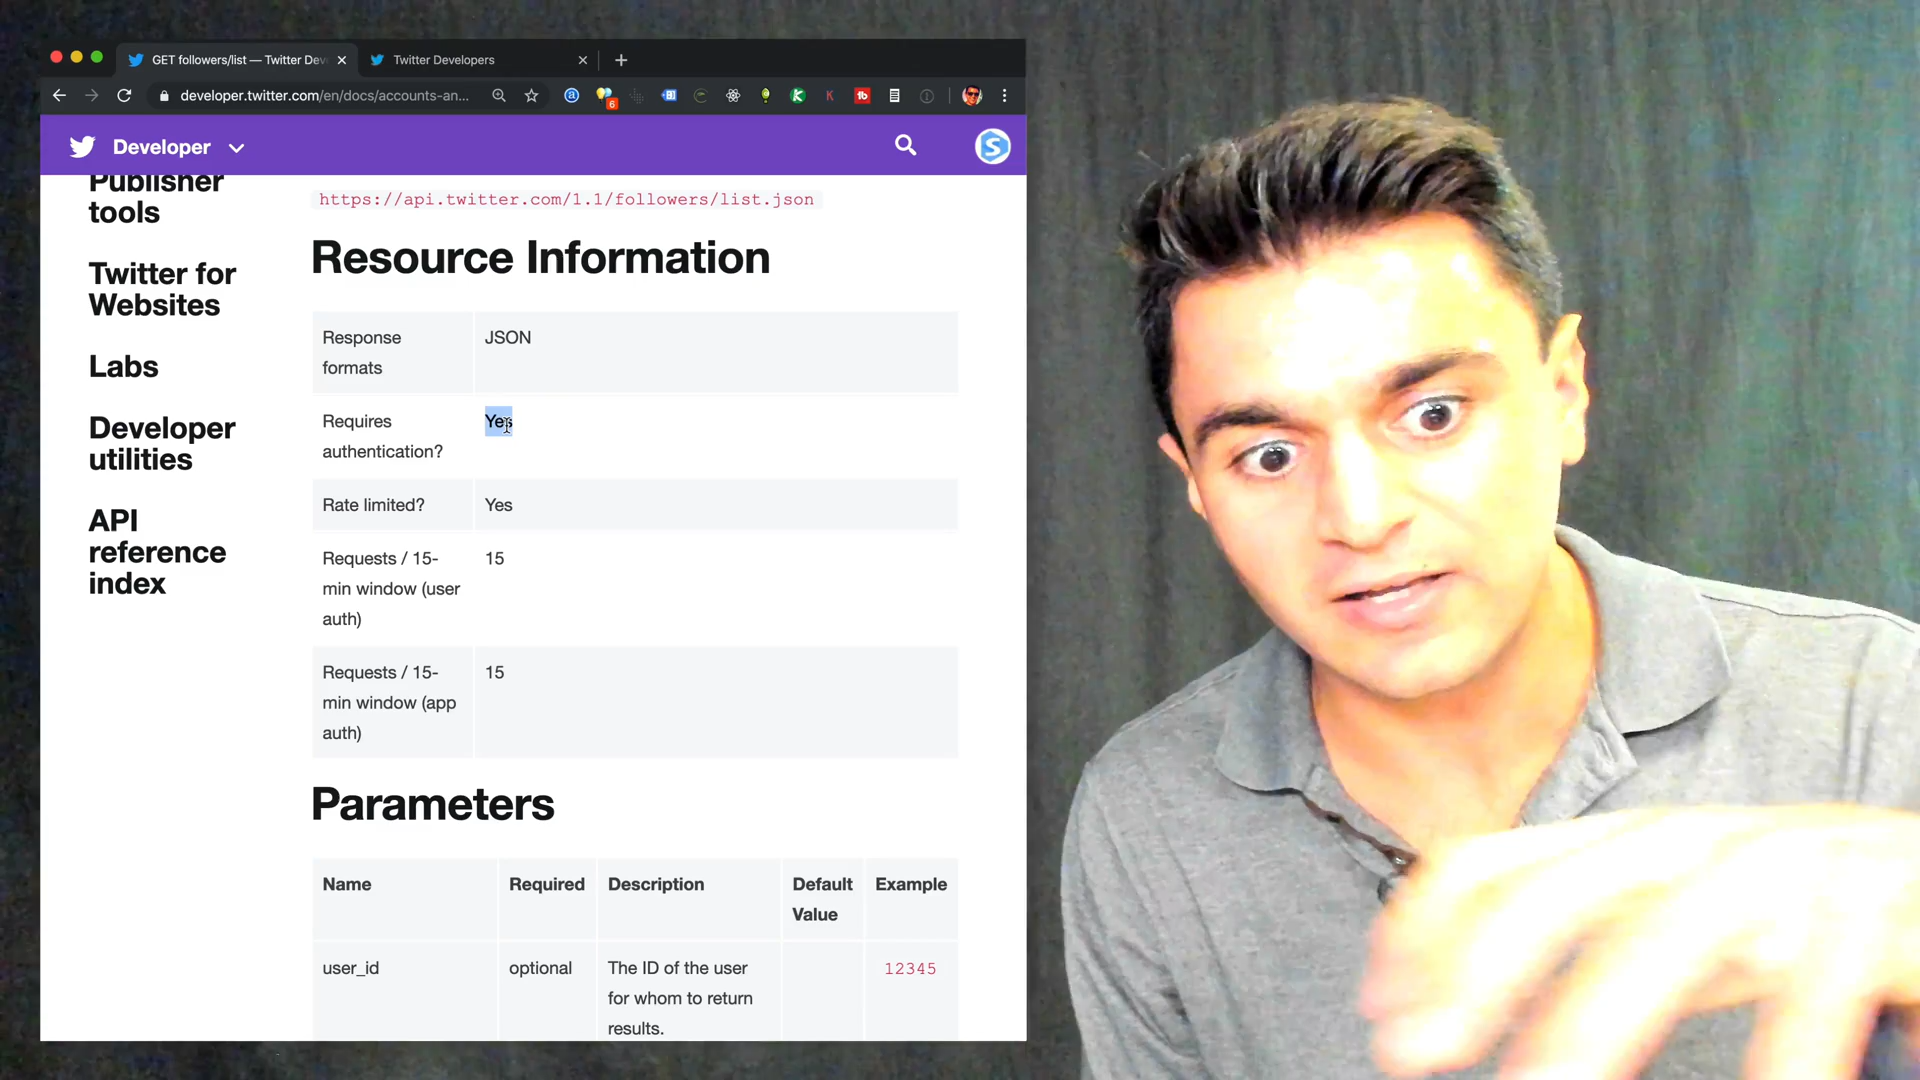 GET followers/list — Twitter Dev
Twitter Developers
developer.twitter.com/en/docs/accounts-an...
6
Developer
S
Publisher
tools
Twitter for
Websites
Labs
Developer
utilities
API
reference
index
https://api.twitter.com/1.1/followers/list.json
Resource Information
Response
formats
JSON
Requires
authentication?
Yes
Rate limited?
Yes
Requests / 15-
min window (user
auth)
15
Requests / 15-
min window (app
auth)
15
Parameters
Name
Required
Description
Default
Value
Example
user_id
optional
The ID of the user
for whom to return
results.
12345